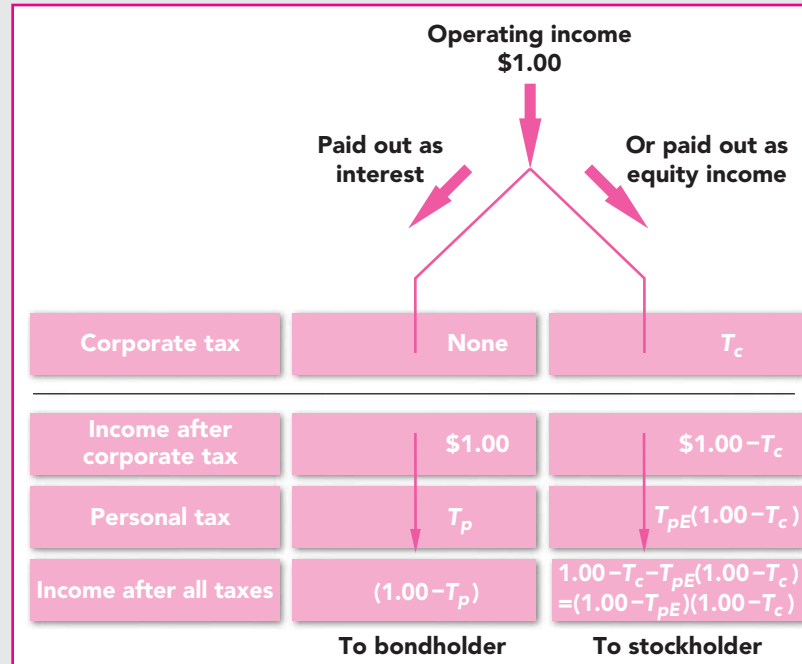 Operating income
$1.00
Paid out as
interest
Or paid out as
equity income
Corporate tax
None
T_c
Income after
corporate tax
$1.00
$1.00−T_c
Personal tax
T_p
T_pE(1.00−T_c)
Income after all taxes
(1.00−T_p)
1.00−T_c−T_pE(1.00−T_c)
=(1.00−T_pE)(1.00−T_c)
To bondholder
To stockholder